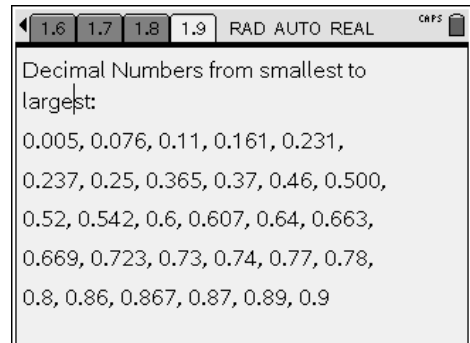 1.6 1.7 1.8 1.9 RAD AUTO REAL CAPS
Decimal Numbers from smallest to
largest:
0.005, 0.076, 0.11, 0.161, 0.231,
0.237, 0.25, 0.365, 0.37, 0.46, 0.500,
0.52, 0.542, 0.6, 0.607, 0.64, 0.663,
0.669, 0.723, 0.73, 0.74, 0.77, 0.78,
0.8, 0.86, 0.867, 0.87, 0.89, 0.9